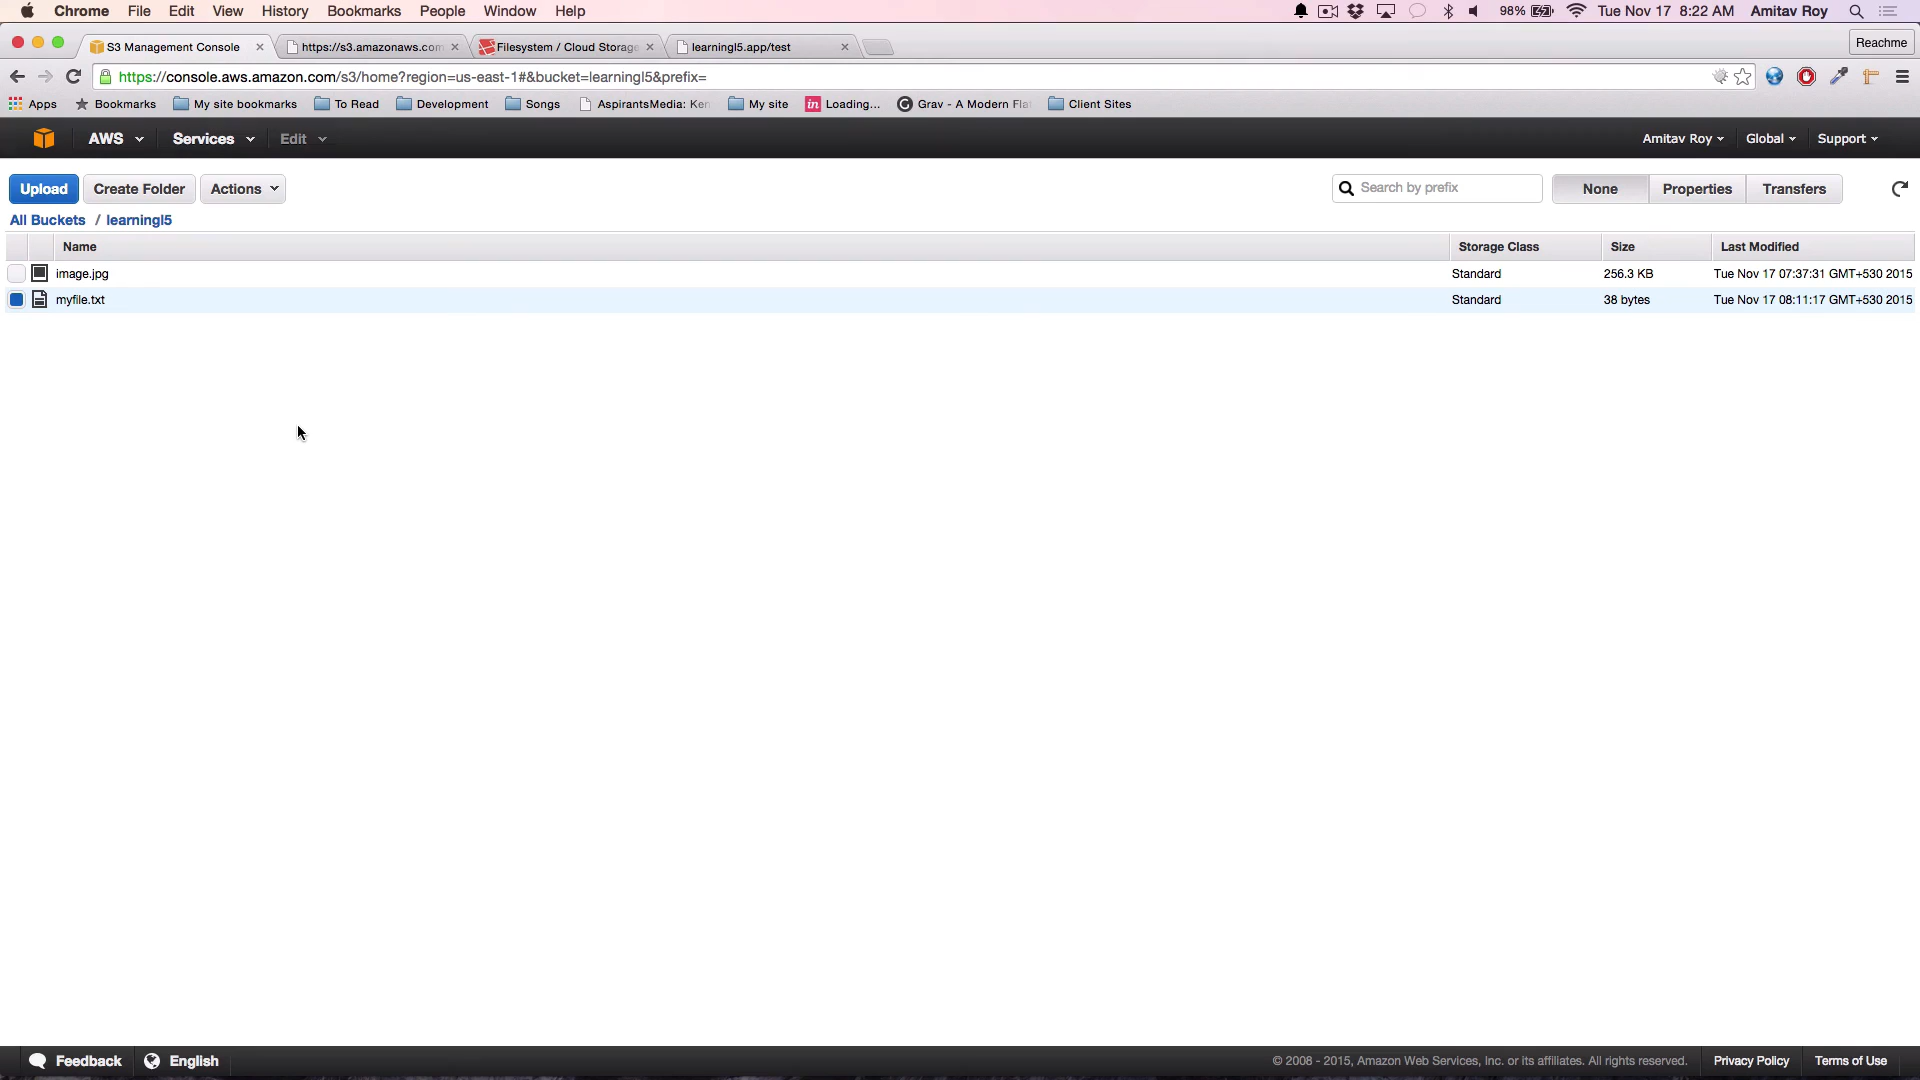 Chrome File Edit View History Bookmarks People Window Help 98% Tue Nov 17 8:22 AM Amitav Roy
S3 Management Console https://s3.amazonaws.com Filesystem / Cloud Storage learningl5.app/test Reachme
https://console.aws.amazon.com/s3/home?region=us-east-1#&bucket=learningl5&prefix=
Apps Bookmarks My site bookmarks To Read Development Songs AspirantsMedia: Ken My site in Loading... Grav - A Modern Fla Client Sites
AWS Services Edit Amitav Roy Global Support
Upload Create Folder Actions Search by prefix None Properties Transfers
All Buckets / learningl5
Name Storage Class Size Last Modified
image.jpg Standard 256.3 KB Tue Nov 17 07:37:31 GMT+530 2015
myfile.txt Standard 38 bytes Tue Nov 17 08:11:17 GMT+530 2015
Feedback English © 2008 - 2015, Amazon Web Services, Inc. or its affiliates. All rights reserved. Privacy Policy Terms of Use